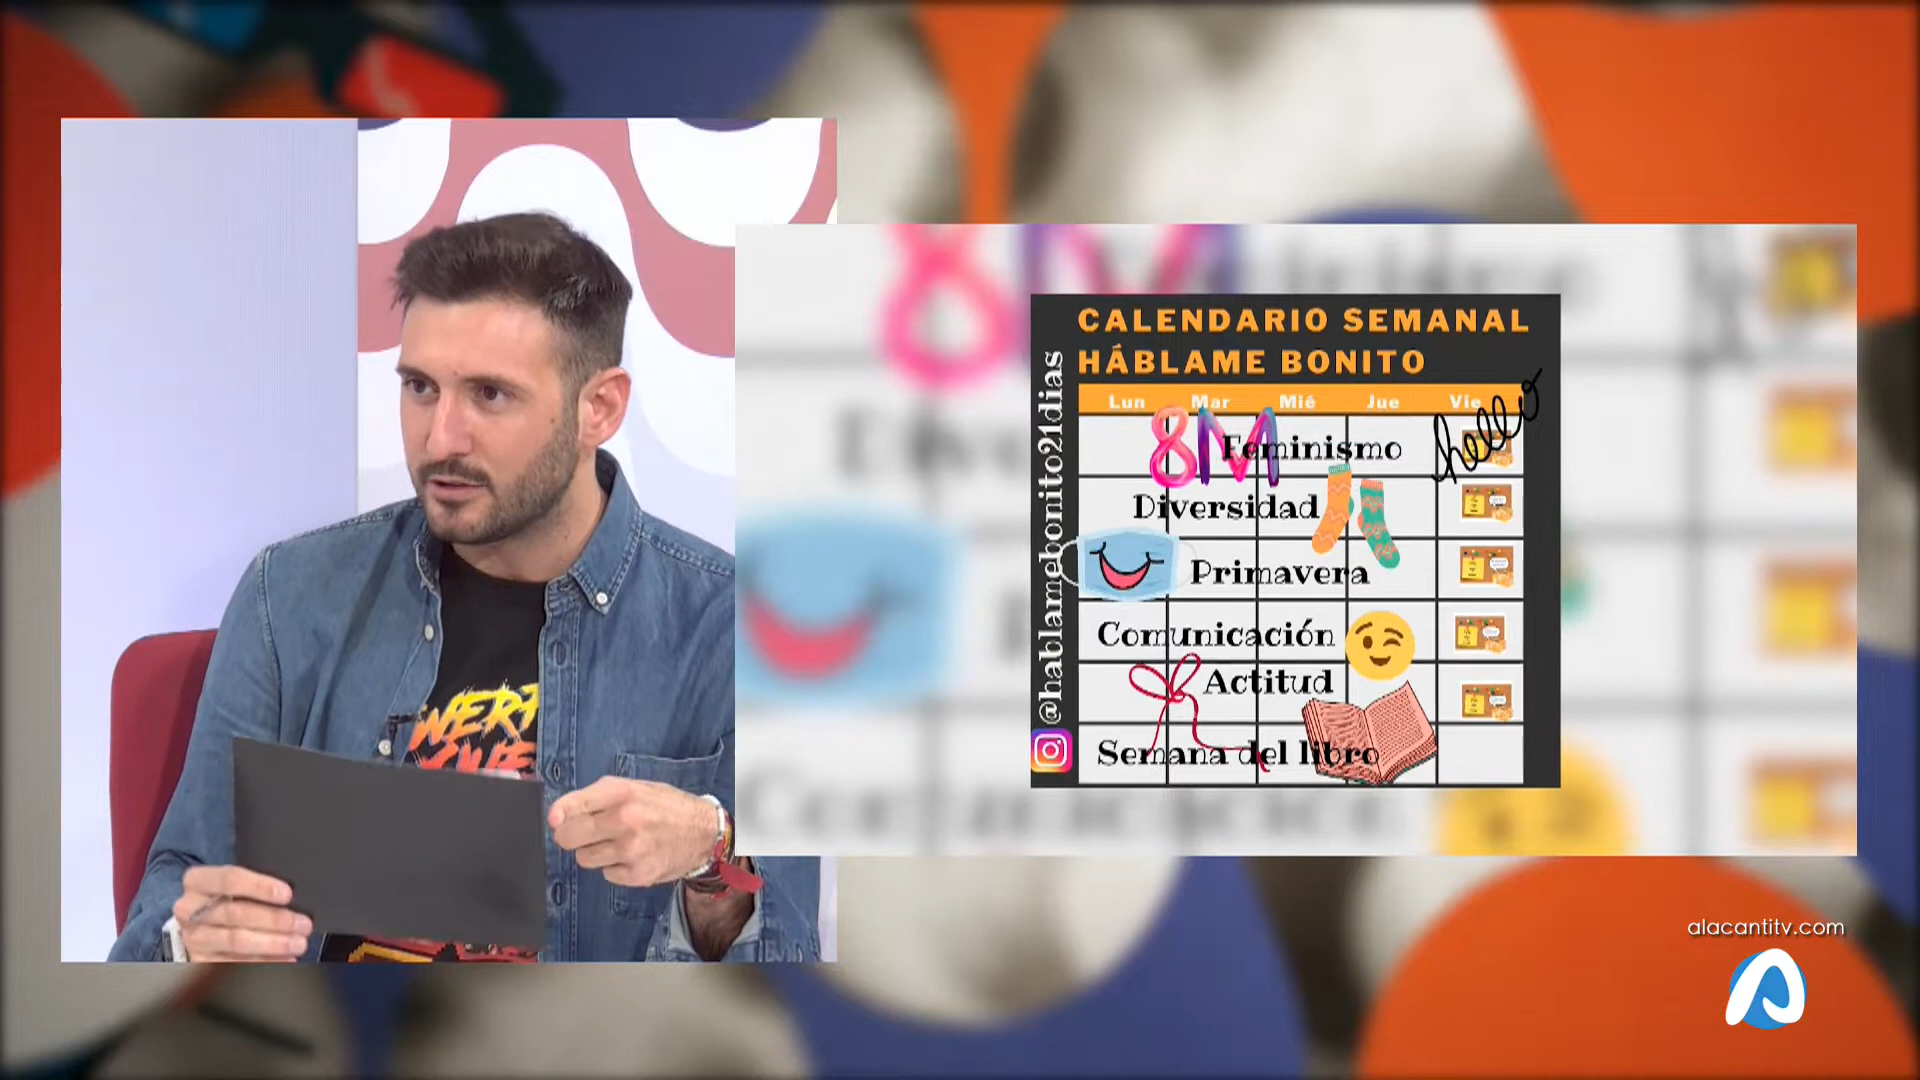 CALENDARIO SEMANAL
HÁBLAME BONITO
@hablamebonito21dias
Lun Mar Mié Jue Vie
8M Feminismo hello
Diversidad
Primavera
Comunicación
Actitud
Semana del libro
alacantitv.com